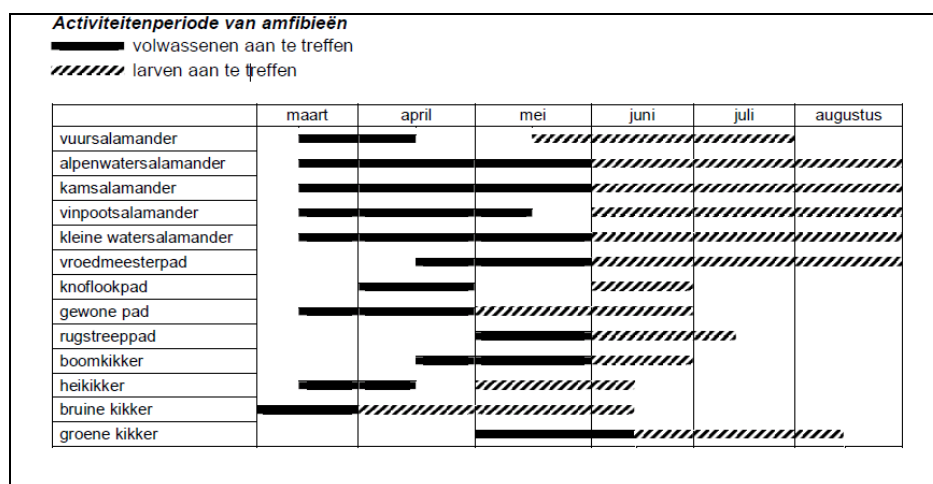 Activiteitenperiode van amfibieën
volwassenen aan te treffen
larven aan te treffen
maart april mei juni juli augustus
vuursalamander
alpenwatersalamander
kamsalamander
vinpootsalamander
kleine watersalamander
vroedmeesterpad
knoflookpad
gewone pad
rugstreeppad
boomkikker
heikikker
bruine kikker
groene kikker